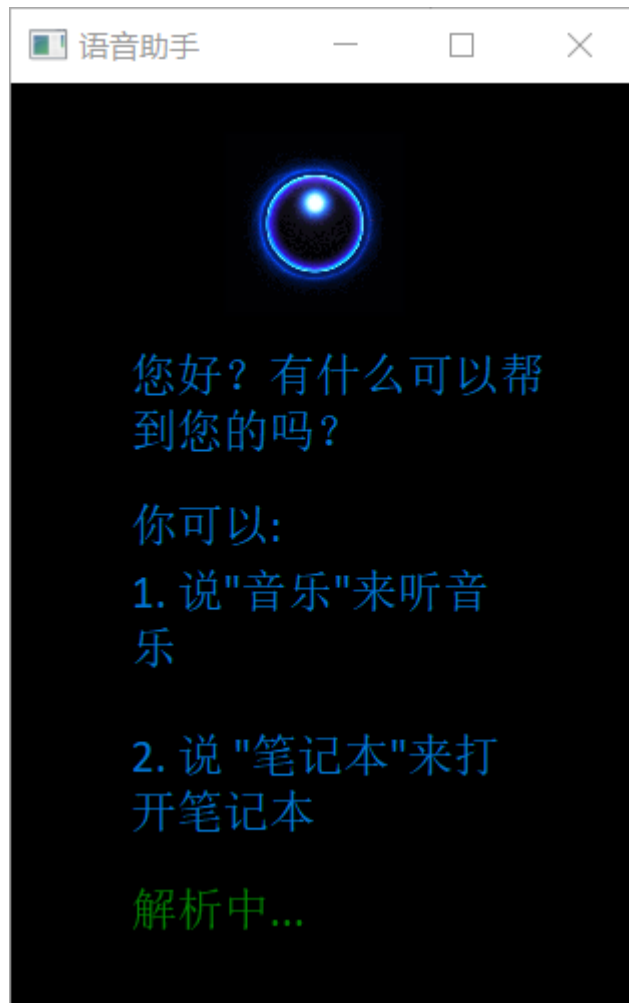 语音助手
您好？有什么可以帮
到您的吗？
你可以:
1. 说"音乐"来听音
乐
2. 说 "笔记本"来打
开笔记本
解析中...